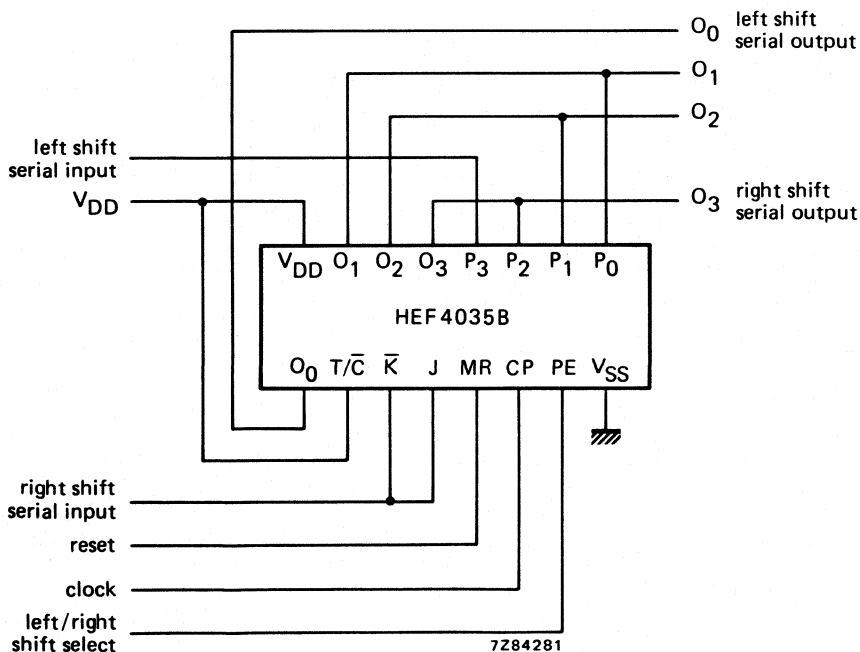 O0 left shift
serial output
O1
O2
left shift
serial input
VDD
O3 right shift
serial output
VDD O1 O2 O3 P3 P2 P1 P0
HEF4035B
O0 T/C̅ K̅ J MR CP PE VSS
right shift
serial input
reset
clock
left/right
shift select
7Z84281